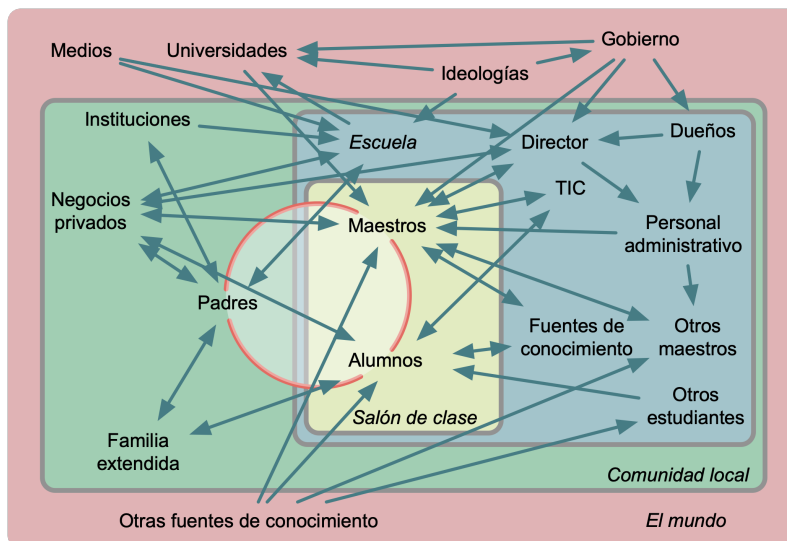 Medios
Universidades
Gobierno
Ideologías
Instituciones
Escuela
Director
Dueños
TIC
Negocios
privados
Maestros
Personal
administrativo
Padres
Fuentes de
conocimiento
Otros
maestros
Alumnos
Otros
estudiantes
Salón de clase
Familia
extendida
Comunidad local
Otras fuentes de conocimiento
El mundo